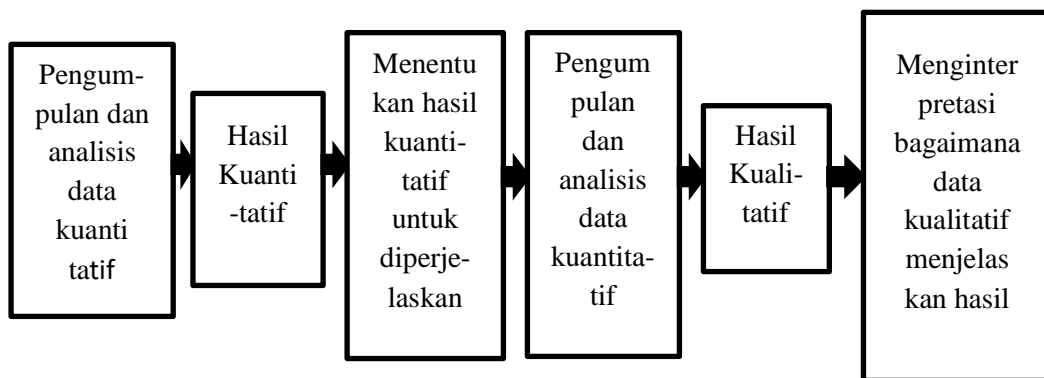 Pengum-
pulan dan
analisis
data
kuanti
tatif
Hasil
Kuanti
-tatif
Menentu
kan hasil
kuanti-
tatif
untuk
diperje-
laskan
Pengum
pulan
dan
analisis
data
kuantita-
tif
Hasil
Kuali-
tatif
Menginter
pretasi
bagaimana
data
kualitatif
menjelas
kan hasil